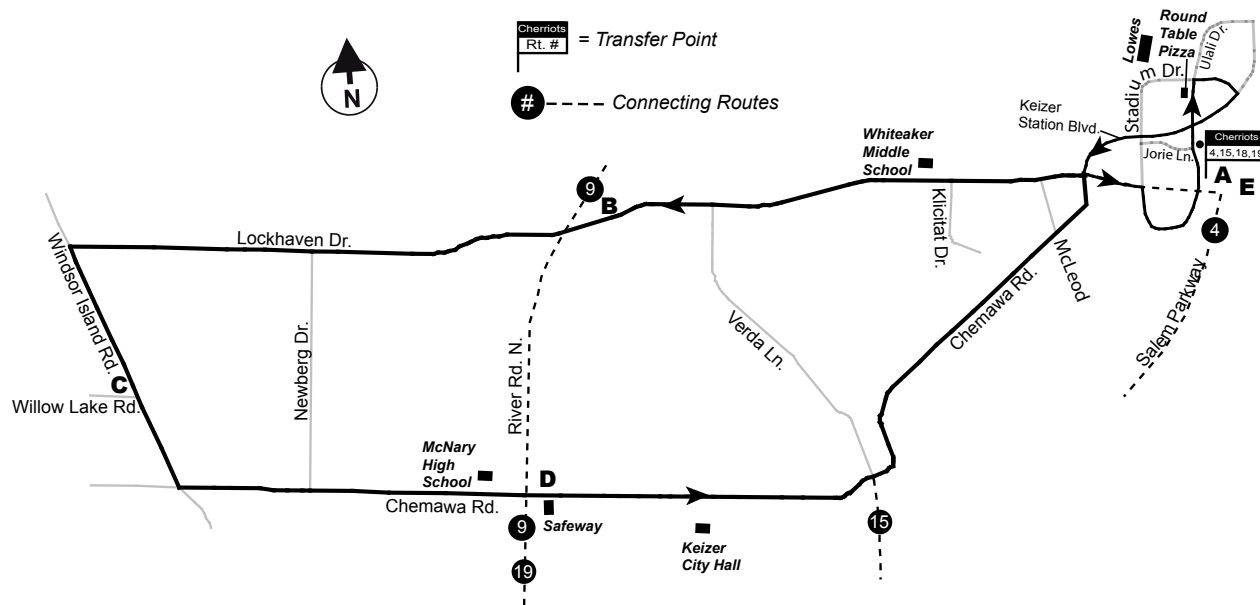 Cherriots
Rt. #
= Transfer Point
N
#
Connecting Routes
Lowes
Round
Table
Pizza
Ulali Dr.
Stadium Dr.
Keizer
Station Blvd.
Jorie Ln.
Cherriots
4,15,18,19
A
E
4
Salem Parkway
Whiteaker
Middle
School
Klicitat Dr.
McLeod
Chemawa Rd.
9
B
Lockhaven Dr.
Windsor Island Rd.
C
Willow Lake Rd.
Newberg Dr.
River Rd. N.
Verda Ln.
McNary
High
School
D
Chemawa Rd.
9
Safeway
19
Keizer
City Hall
15